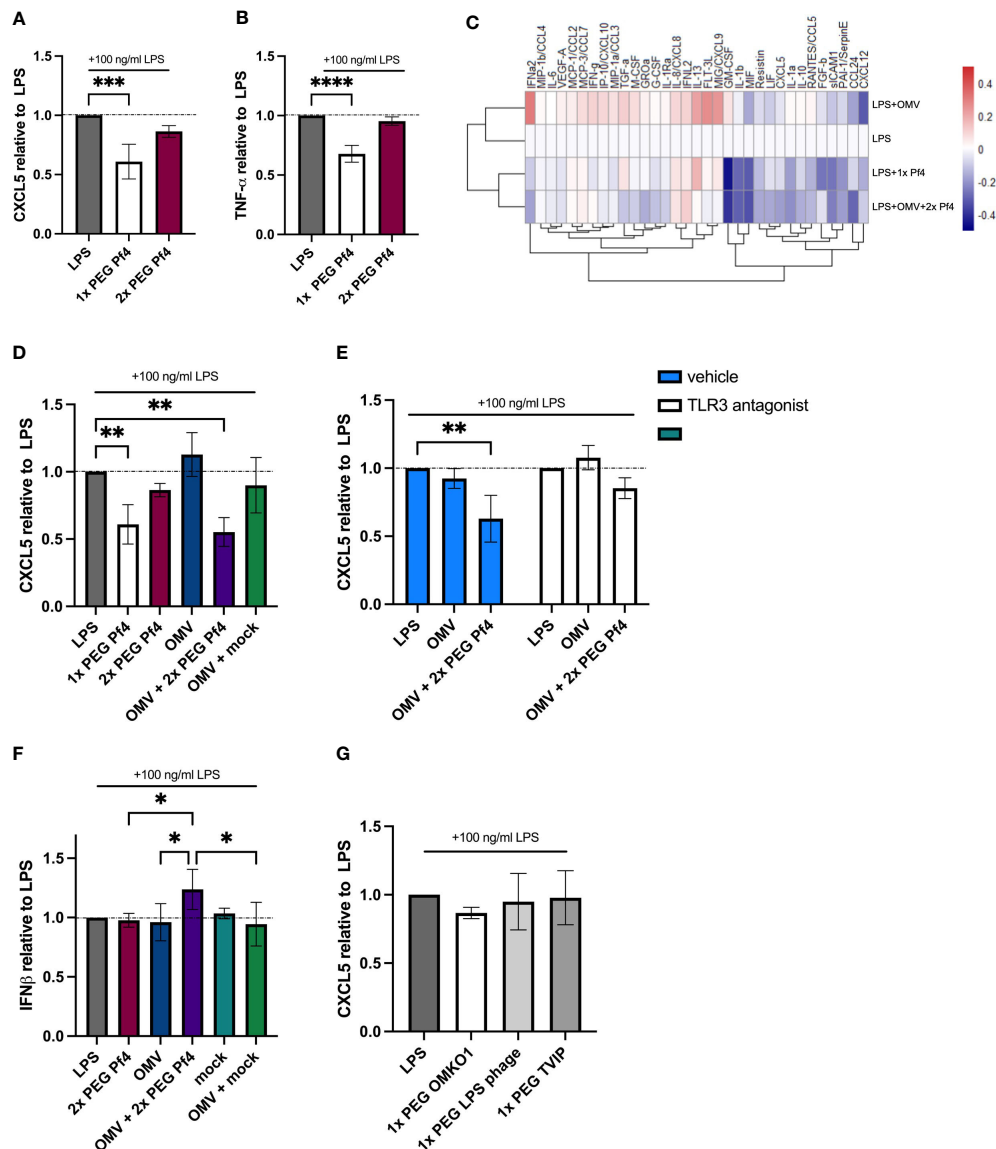 A
+100 ng/ml LPS
***
CXCL5 relative to LPS
1.5
1.0
0.5
0.0
LPS
1x PEG Pf4
2x PEG Pf4
B
+100 ng/ml LPS
****
TNF-α relative to LPS
1.5
1.0
0.5
0.0
LPS
1x PEG Pf4
2x PEG Pf4
C
IFNa2
MIP-1b/CCL4
IL-6
VEGF-A
MCP-1/CCL2
MCP-3/CCL7
IFN-g
IP-10/CXCL10
MIP-1a/CCL3
TGF-a
M-CSF
GROa
G-CSF
IL-1Ra
IL-8/CXCL8
IFNL2
IL-13
FLT-3L
MIG/CXCL9
GM-CSF
IL-1b
MIF
Resistin
LIF
CXCL5
IL-1a
IL-10
RANTES/CCL5
FGF-b
sICAM1
PAI-1/SerpinE
CCL24
CXCL12
LPS+OMV
LPS
LPS+1x Pf4
LPS+OMV+2x Pf4
0.4
0.2
0
-0.2
-0.4
D
+100 ng/ml LPS
**
**
CXCL5 relative to LPS
1.5
1.0
0.5
0.0
LPS
1x PEG Pf4
2x PEG Pf4
OMV
OMV + 2x PEG Pf4
OMV + mock
E
+100 ng/ml LPS
**
CXCL5 relative to LPS
1.5
1.0
0.5
0.0
LPS
OMV
OMV + 2x PEG Pf4
LPS
OMV
OMV + 2x PEG Pf4
vehicle
TLR3 antagonist
F
+100 ng/ml LPS
*
*
*
IFNβ relative to LPS
1.5
1.0
0.5
0.0
LPS
2x PEG Pf4
OMV
OMV + 2x PEG Pf4
mock
OMV + mock
G
+100 ng/ml LPS
CXCL5 relative to LPS
1.5
1.0
0.5
0.0
LPS
1x PEG OMKO1
1x PEG LPS phage
1x PEG TVIP